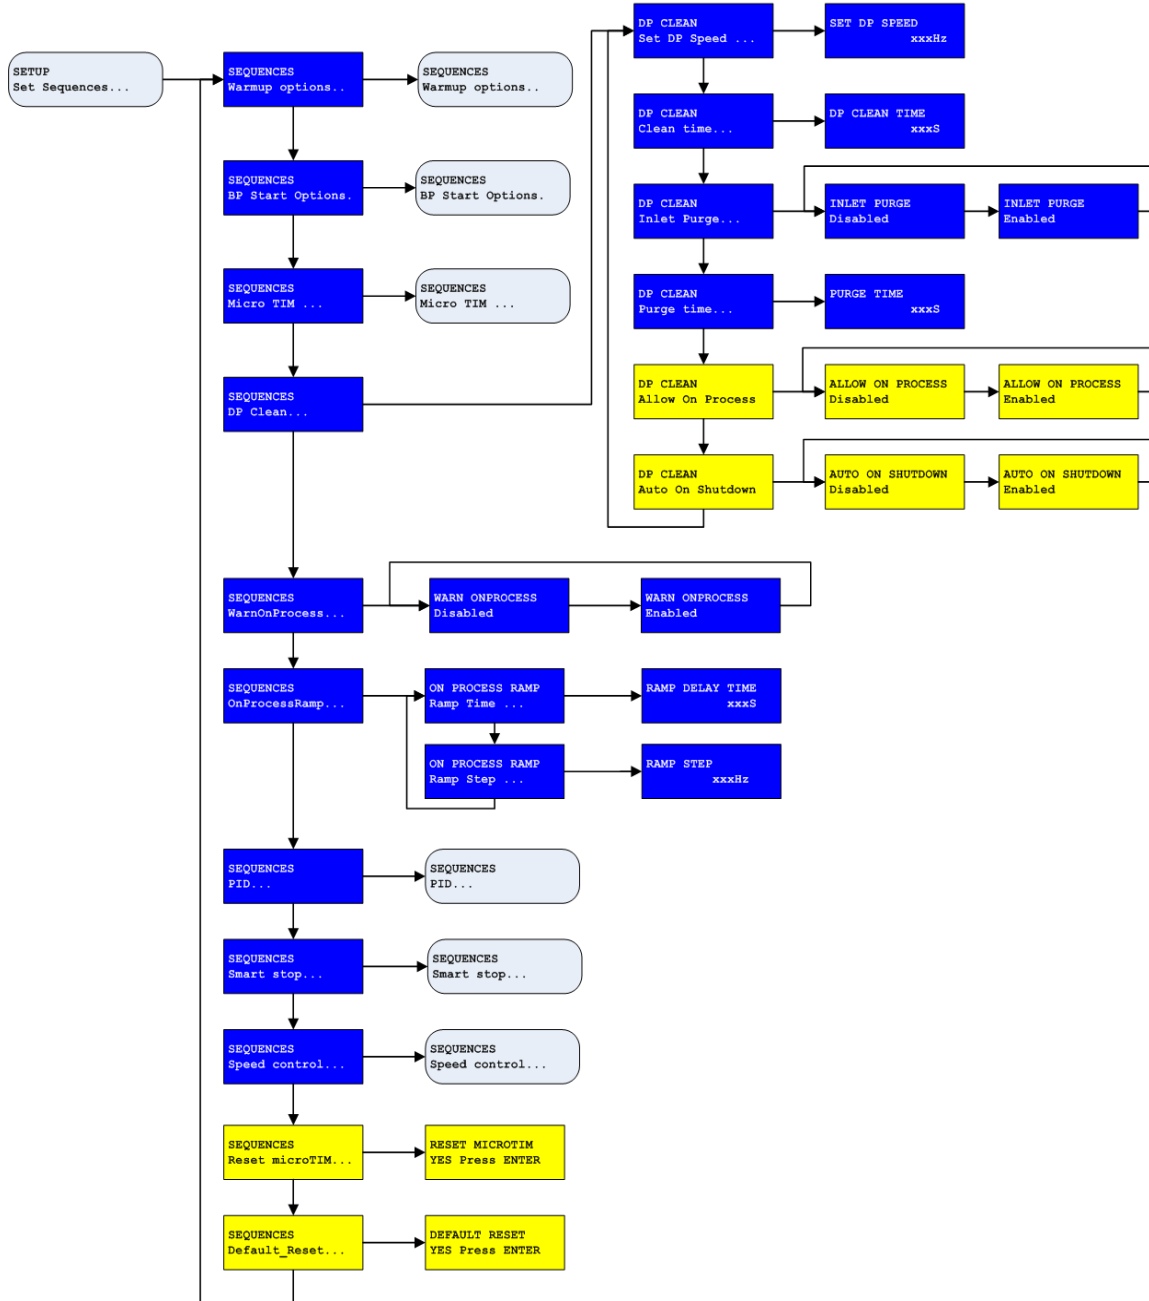 SETUP
Set Sequences...
SEQUENCES
Warmup options..
SEQUENCES
Warmup options..
SEQUENCES
BP Start Options.
SEQUENCES
BP Start Options.
SEQUENCES
Micro TIM ...
SEQUENCES
Micro TIM ...
SEQUENCES
DP Clean...
DP CLEAN
Set DP Speed ...
SET DP SPEED
xxxHz
DP CLEAN
Clean time...
DP CLEAN TIME
xxxS
DP CLEAN
Inlet Purge...
INLET PURGE
Disabled
INLET PURGE
Enabled
DP CLEAN
Purge time...
PURGE TIME
xxxS
DP CLEAN
Allow On Process
ALLOW ON PROCESS
Disabled
ALLOW ON PROCESS
Enabled
DP CLEAN
Auto On Shutdown
AUTO ON SHUTDOWN
Disabled
AUTO ON SHUTDOWN
Enabled
SEQUENCES
WarnOnProcess...
WARN ONPROCESS
Disabled
WARN ONPROCESS
Enabled
SEQUENCES
OnProcessRamp...
ON PROCESS RAMP
Ramp Time ...
RAMP DELAY TIME
xxxS
ON PROCESS RAMP
Ramp Step ...
RAMP STEP
xxxHz
SEQUENCES
PID...
SEQUENCES
PID...
SEQUENCES
Smart stop...
SEQUENCES
Smart stop...
SEQUENCES
Speed control...
SEQUENCES
Speed control...
SEQUENCES
Reset microTIM...
RESET MICROTIM
YES Press ENTER
SEQUENCES
Default_Reset...
DEFAULT RESET
YES Press ENTER